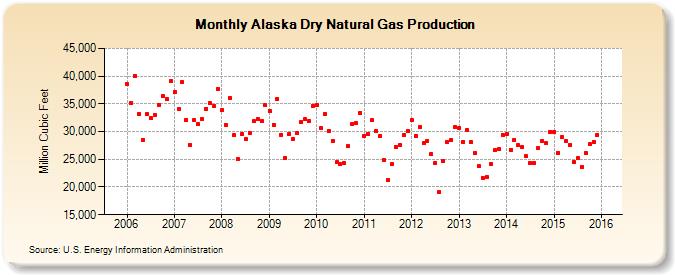 Monthly Alaska Dry Natural Gas Production
Million Cubic Feet
45,000
40,000
35,000
30,000
25,000
20,000
15,000
2006 2007 2008 2009 2010 2011 2012 2013 2014 2015 2016
Source: U.S. Energy Information Administration